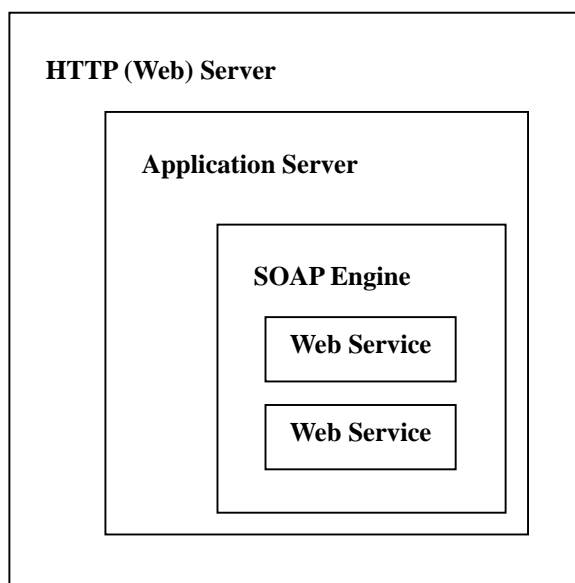 HTTP (Web) Server
Application Server
SOAP Engine
Web Service
Web Service